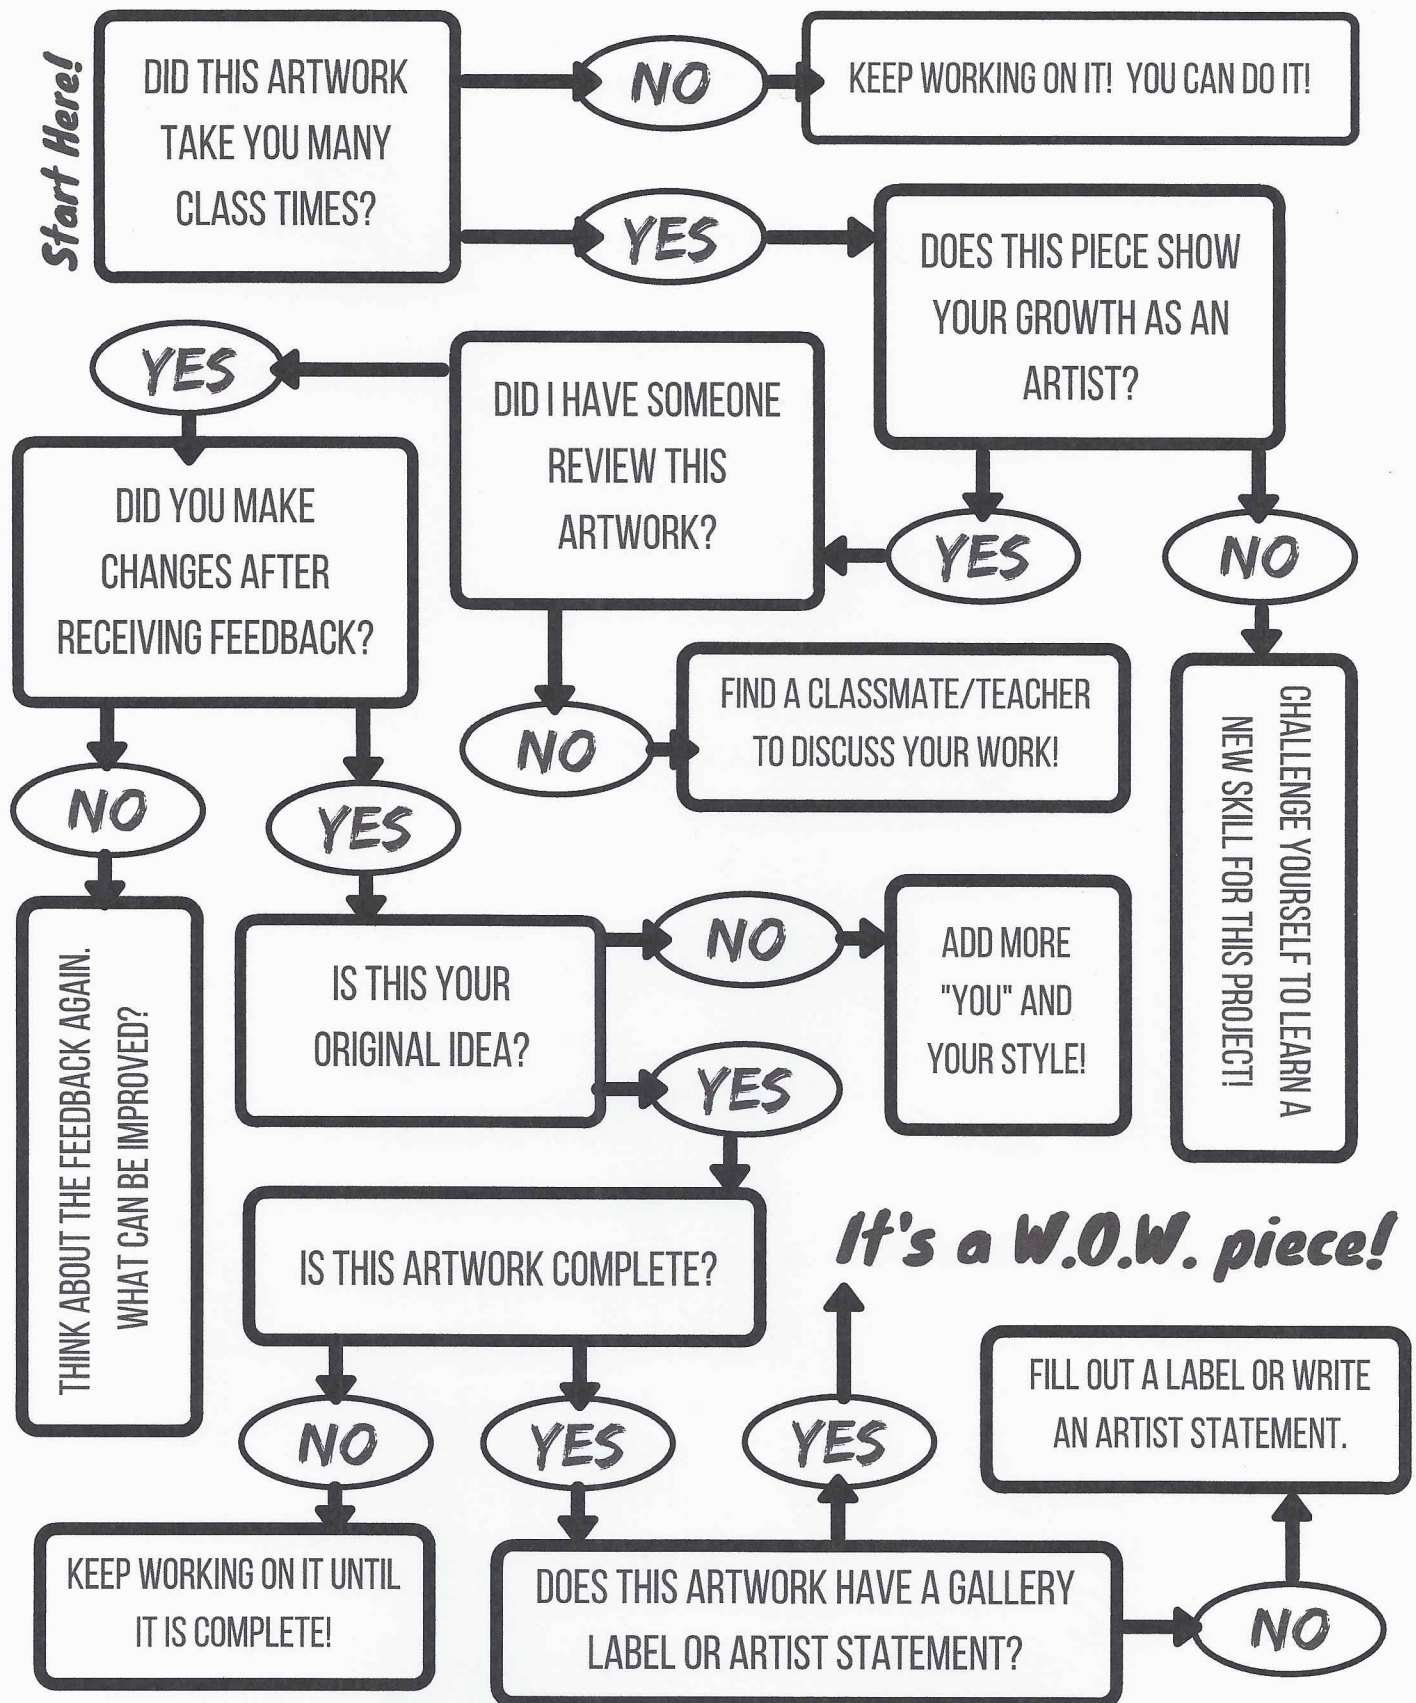 Start Here!
DID THIS ARTWORK
TAKE YOU MANY
CLASS TIMES?
NO
KEEP WORKING ON IT! YOU CAN DO IT!
YES
DOES THIS PIECE SHOW
YOUR GROWTH AS AN
ARTIST?
YES
NO
CHALLENGE YOURSELF TO LEARN A
NEW SKILL FOR THIS PROJECT!
DID I HAVE SOMEONE
REVIEW THIS
ARTWORK?
NO
FIND A CLASSMATE/TEACHER
TO DISCUSS YOUR WORK!
YES
DID YOU MAKE
CHANGES AFTER
RECEIVING FEEDBACK?
NO
THINK ABOUT THE FEEDBACK AGAIN.
WHAT CAN BE IMPROVED?
YES
IS THIS YOUR
ORIGINAL IDEA?
NO
ADD MORE
"YOU" AND
YOUR STYLE!
YES
IS THIS ARTWORK COMPLETE?
NO
KEEP WORKING ON IT UNTIL
IT IS COMPLETE!
YES
DOES THIS ARTWORK HAVE A GALLERY
LABEL OR ARTIST STATEMENT?
NO
FILL OUT A LABEL OR WRITE
AN ARTIST STATEMENT.
YES
It's a W.O.W. piece!